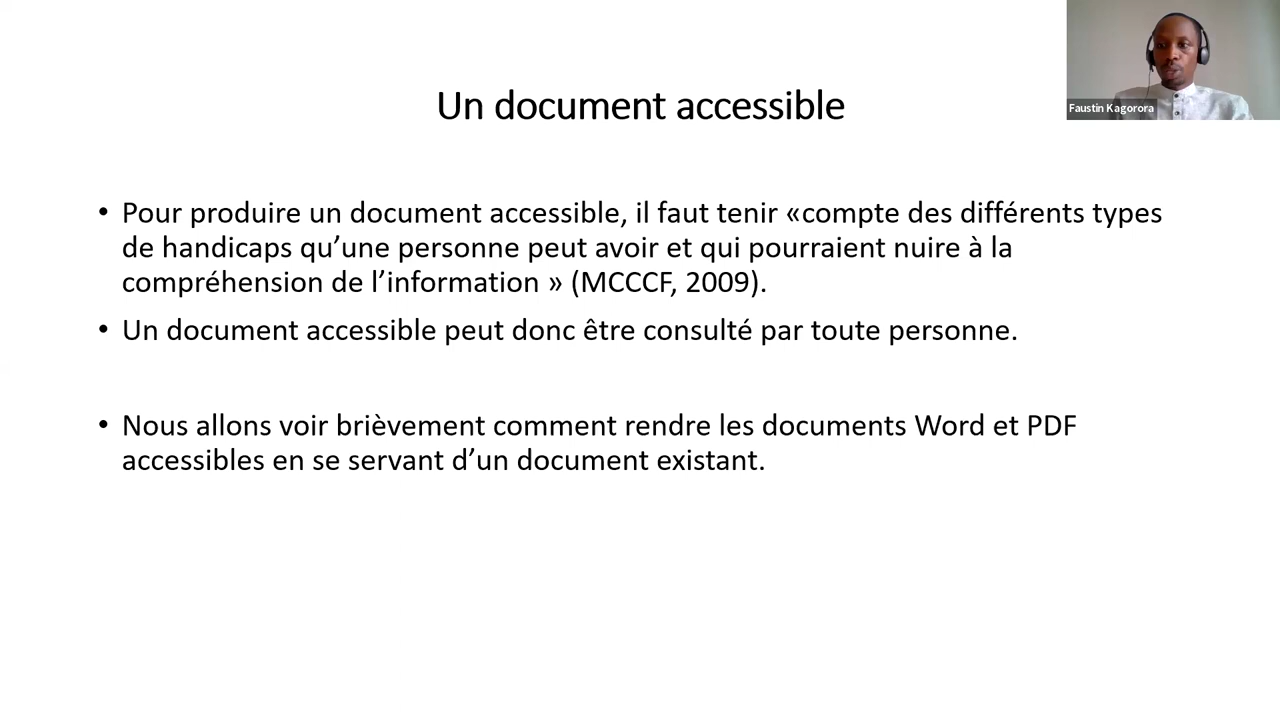 Un document accessible
Faustin Kagorora
• Pour produire un document accessible, il faut tenir «compte des différents types
de handicaps qu’une personne peut avoir et qui pourraient nuire à la
compréhension de l’information » (MCCCF, 2009).
• Un document accessible peut donc être consulté par toute personne.
• Nous allons voir brièvement comment rendre les documents Word et PDF
accessibles en se servant d’un document existant.